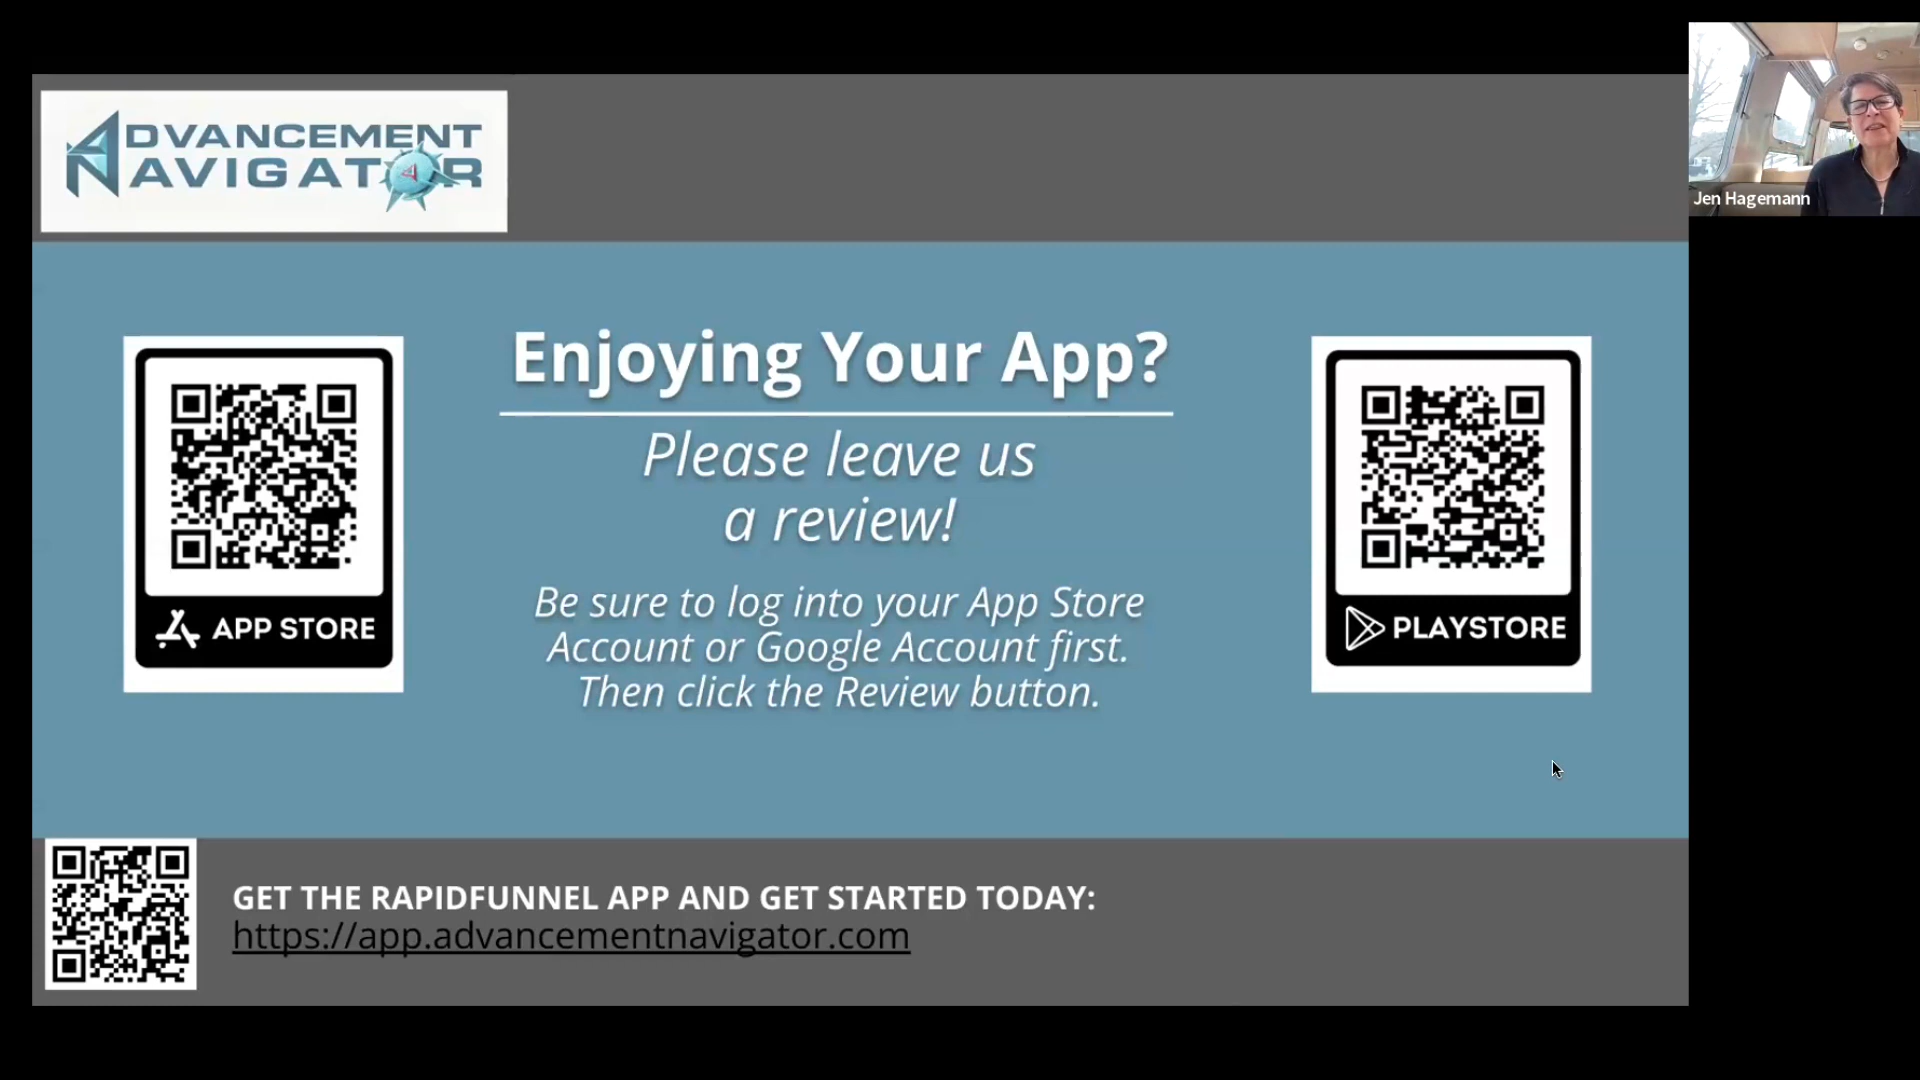 ADVANCEMENT
NAVIGATOR
Jen Hagemann
Enjoying Your App?
Please leave us
a review!
Be sure to log into your App Store
Account or Google Account first.
Then click the Review button.
APP STORE
PLAYSTORE
GET THE RAPIDFUNNEL APP AND GET STARTED TODAY:
https://app.advancementnavigator.com